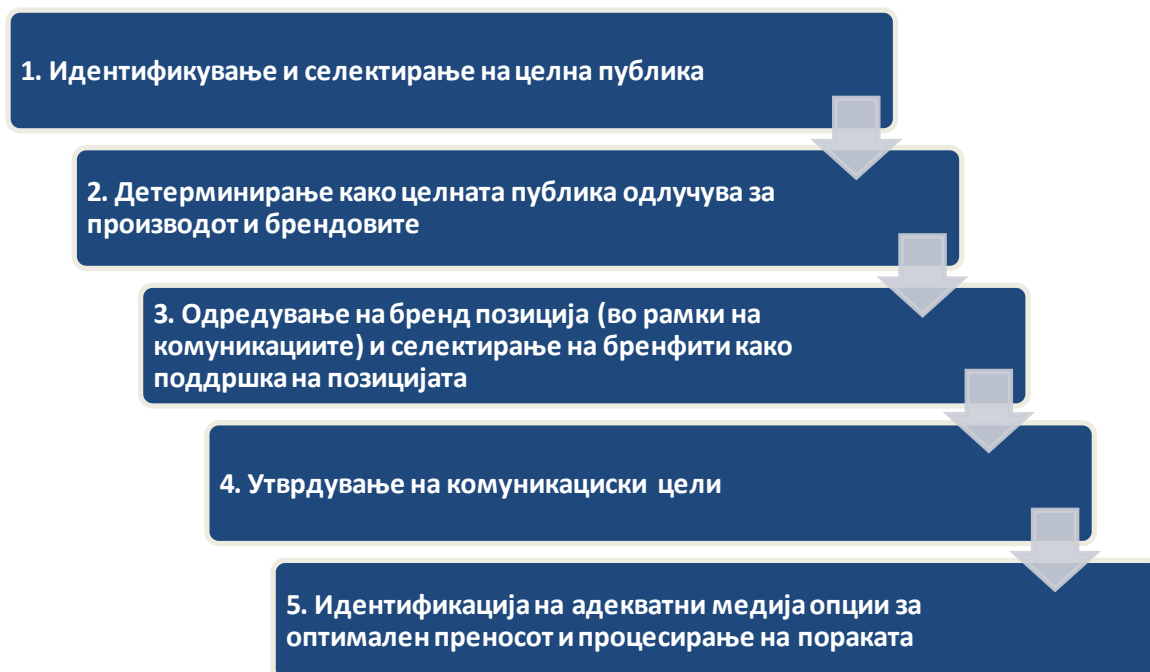 1. Идентификување и селектирање на целна публика
2. Детерминирање како целната публика одлучува за
производот и брендовите
3. Одредување на бренд позиција (во рамки на
комуникациите) и селектирање на бренфити како
поддршка на позицијата
4. Утврдување на комуникациски цели
5. Идентификација на адекватни медија опции за
оптимален преносот и процесирање на пораката